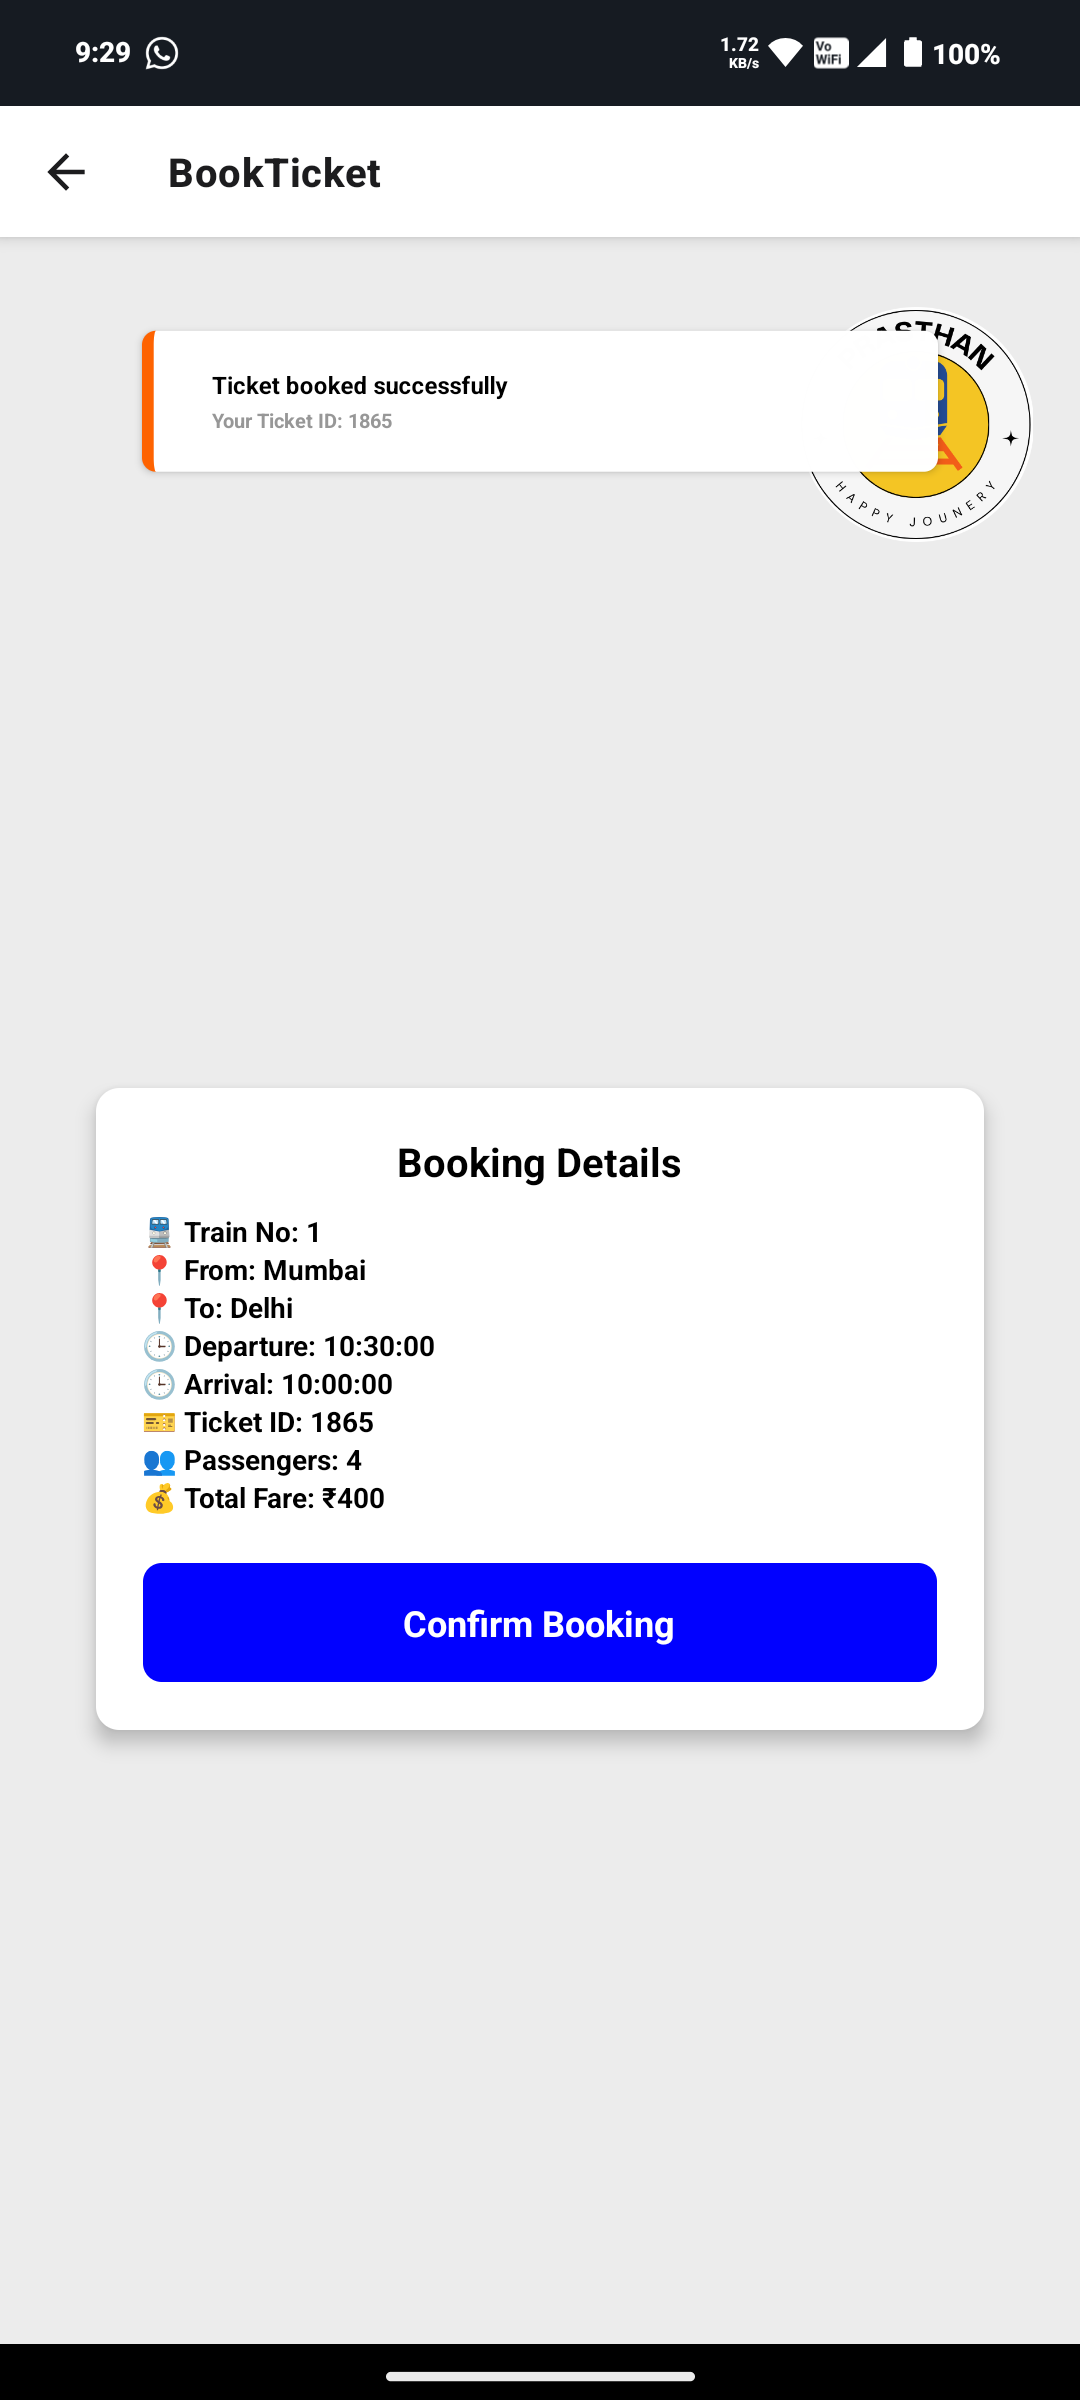 9:29
1.72
KB/s
Vo
WiFi
100%
BookTicket
Ticket booked successfully
Your Ticket ID: 1865
HAPPY JOUNERY
Booking Details
Train No: 1
From: Mumbai
To: Delhi
Departure: 10:30:00
Arrival: 10:00:00
Ticket ID: 1865
Passengers: 4
Total Fare: ₹400
Confirm Booking